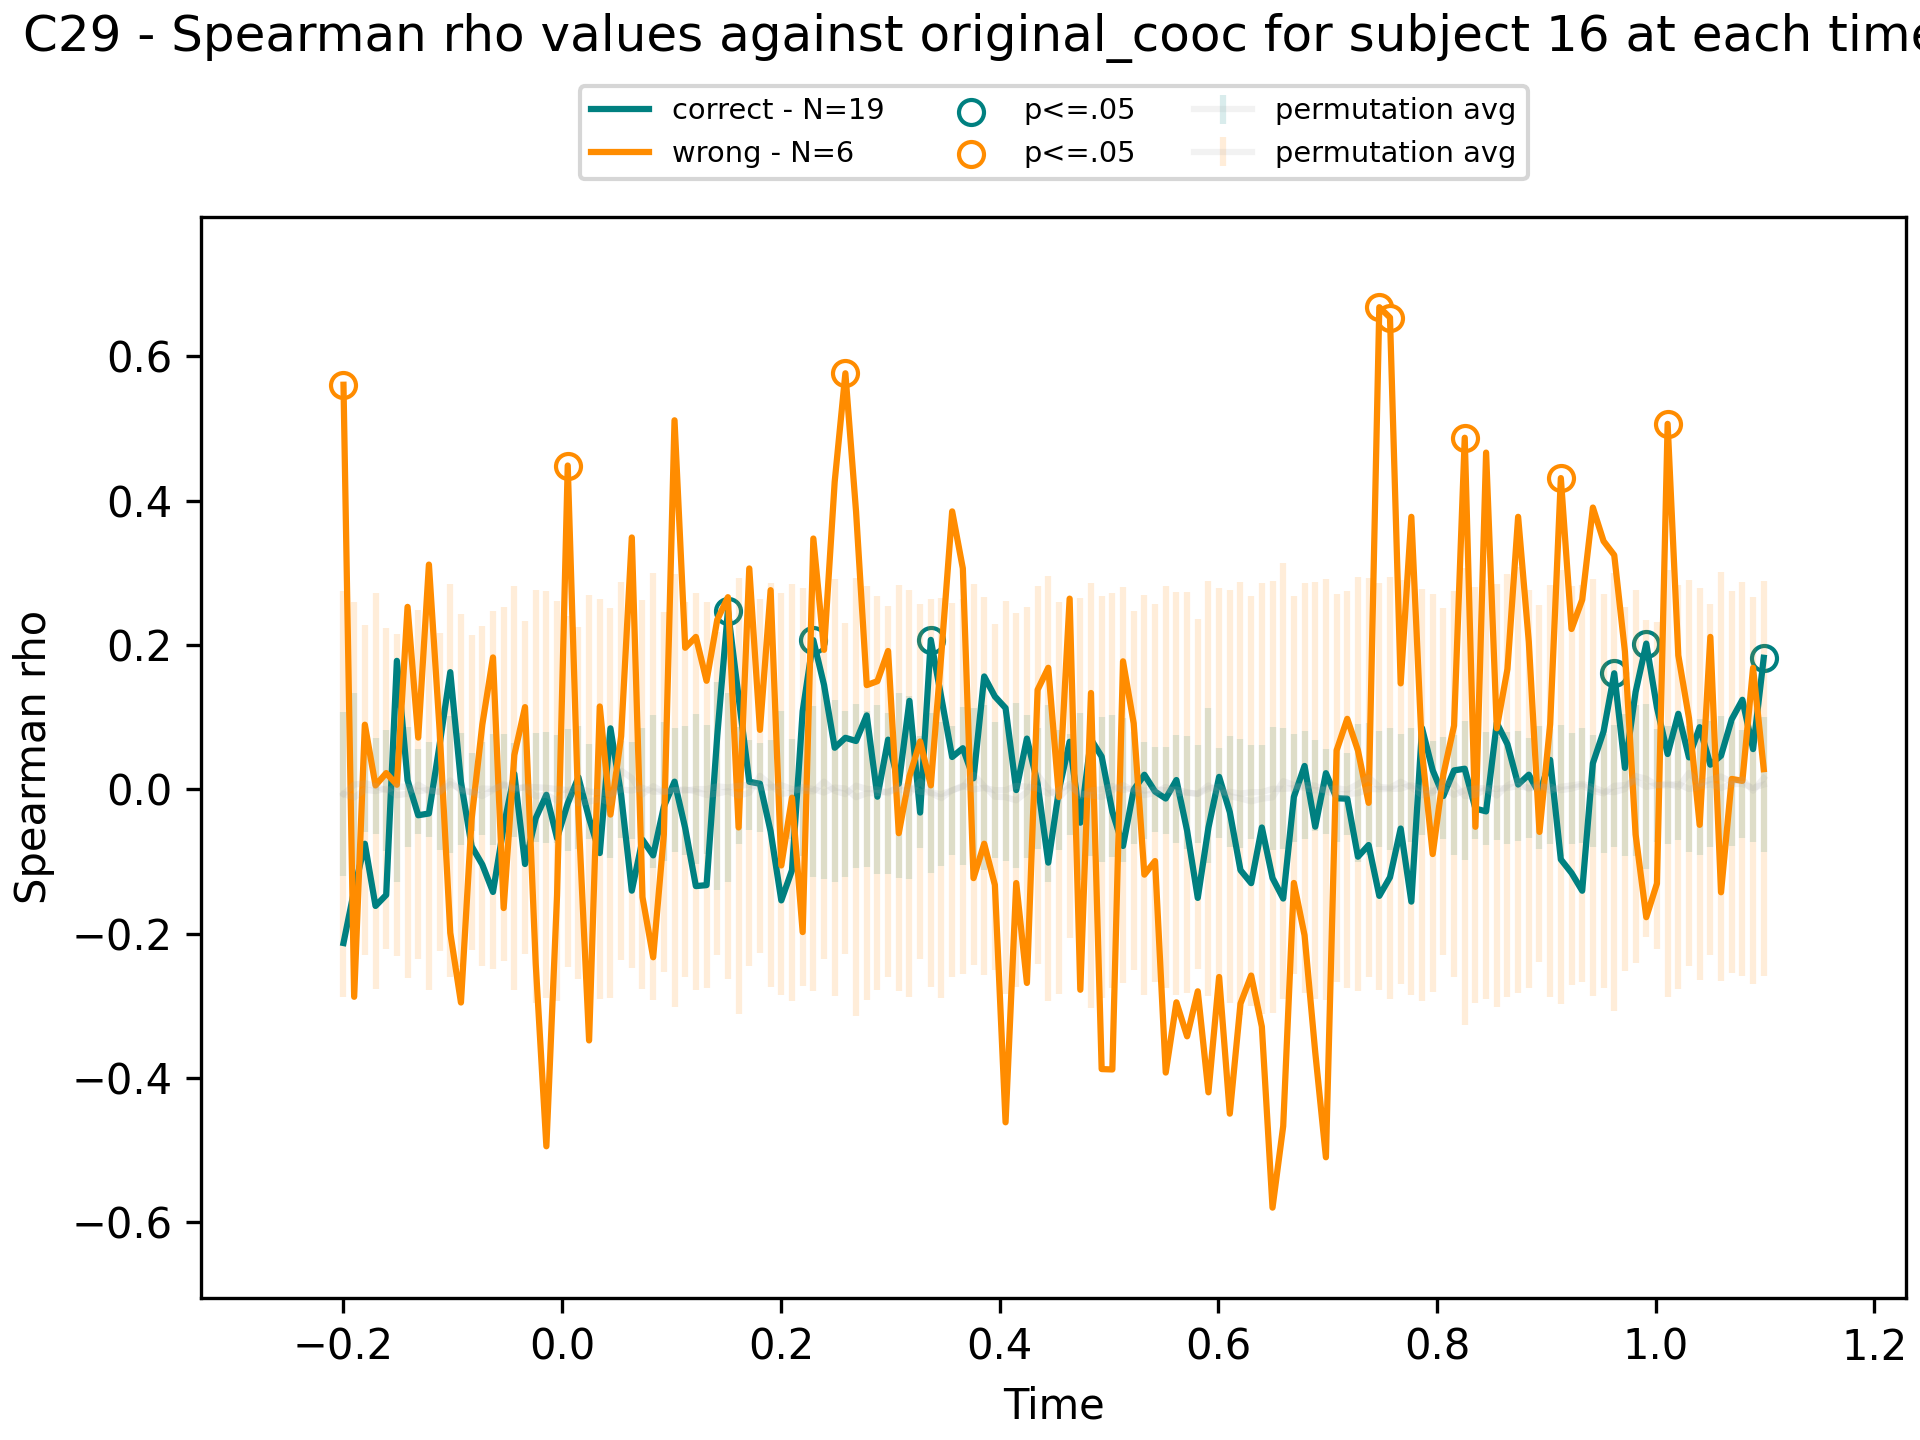 C29 - Spearman rho values against original_cooc for subject 16 at each time
correct - N=19
wrong - N=6
p<=.05
p<=.05
permutation avg
permutation avg
Spearman rho
0.6
0.4
0.2
0.0
−0.2
−0.4
−0.6
−0.2 0.0 0.2 0.4 0.6 0.8 1.0 1.2
Time